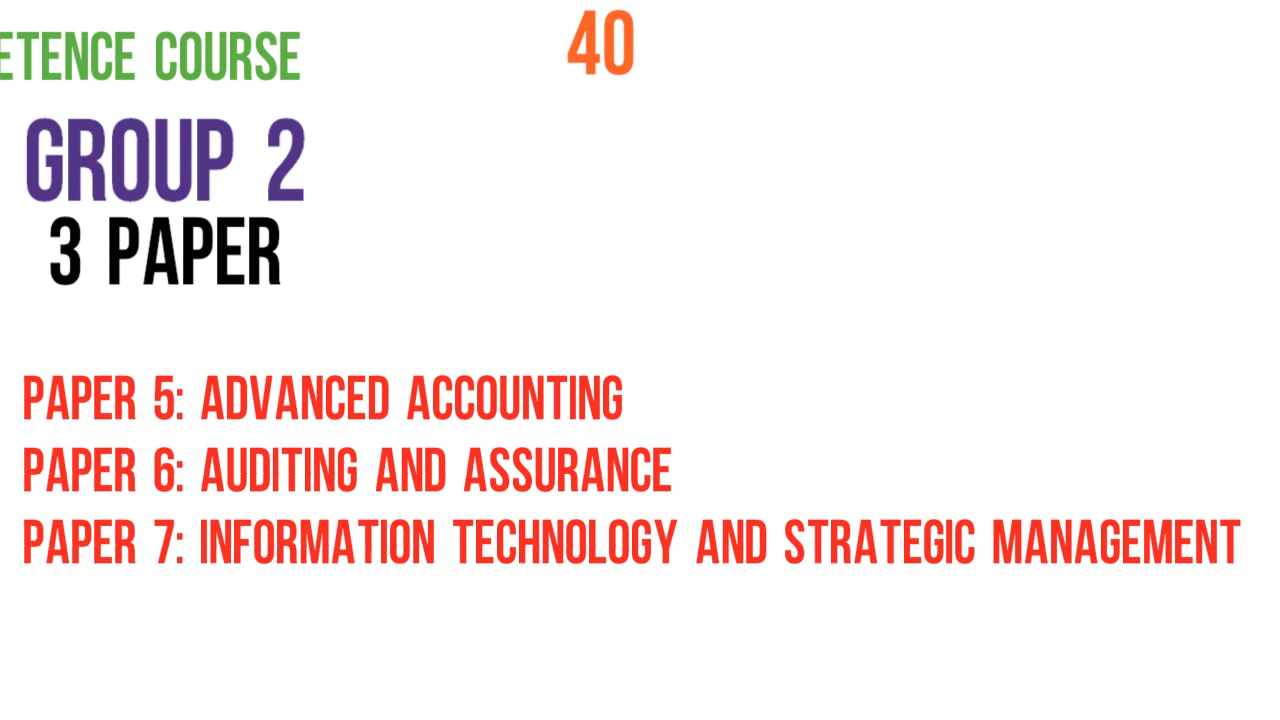 ETENCE COURSE
40
GROUP 2
3 PAPER
PAPER 5: ADVANCED ACCOUNTING
PAPER 6: AUDITING AND ASSURANCE
PAPER 7: INFORMATION TECHNOLOGY AND STRATEGIC MANAGEMENT